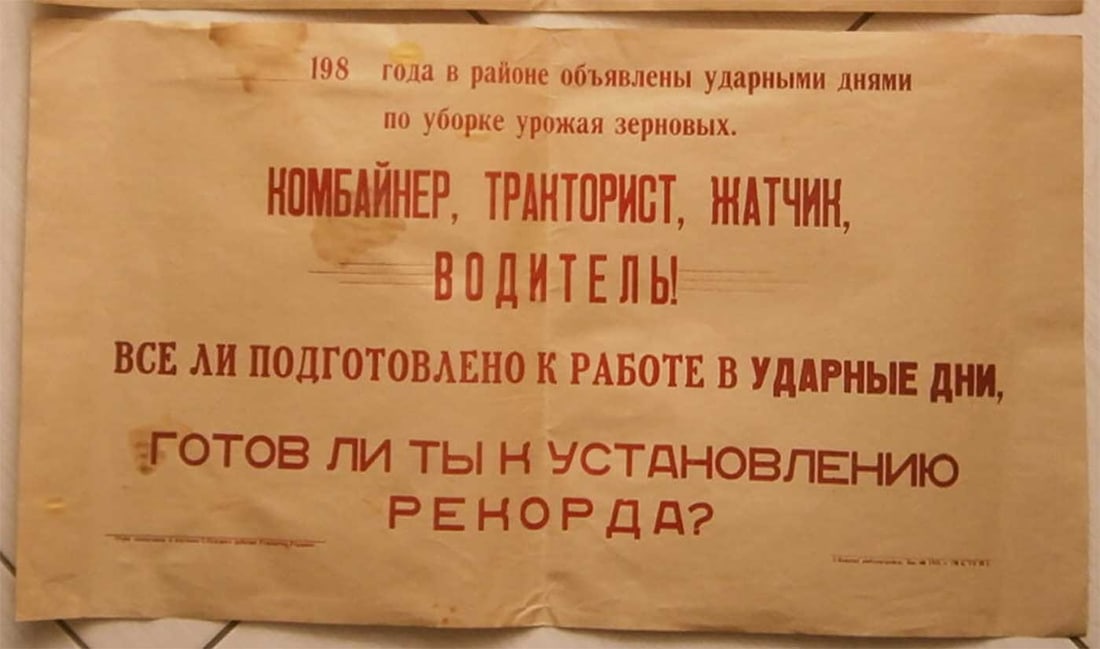 198 года в районе объявлены ударными днями
по уборке урожая зерновых.
КОМБАЙНЕР, ТРАКТОРИСТ, ЖАТЧИК,
ВОДИТЕЛЬ!
ВСЕ ЛИ ПОДГОТОВЛЕНО К РАБОТЕ В УДАРНЫЕ ДНИ,
ГОТОВ ЛИ ТЫ К УСТАНОВЛЕНИЮ
РЕКОРДА?